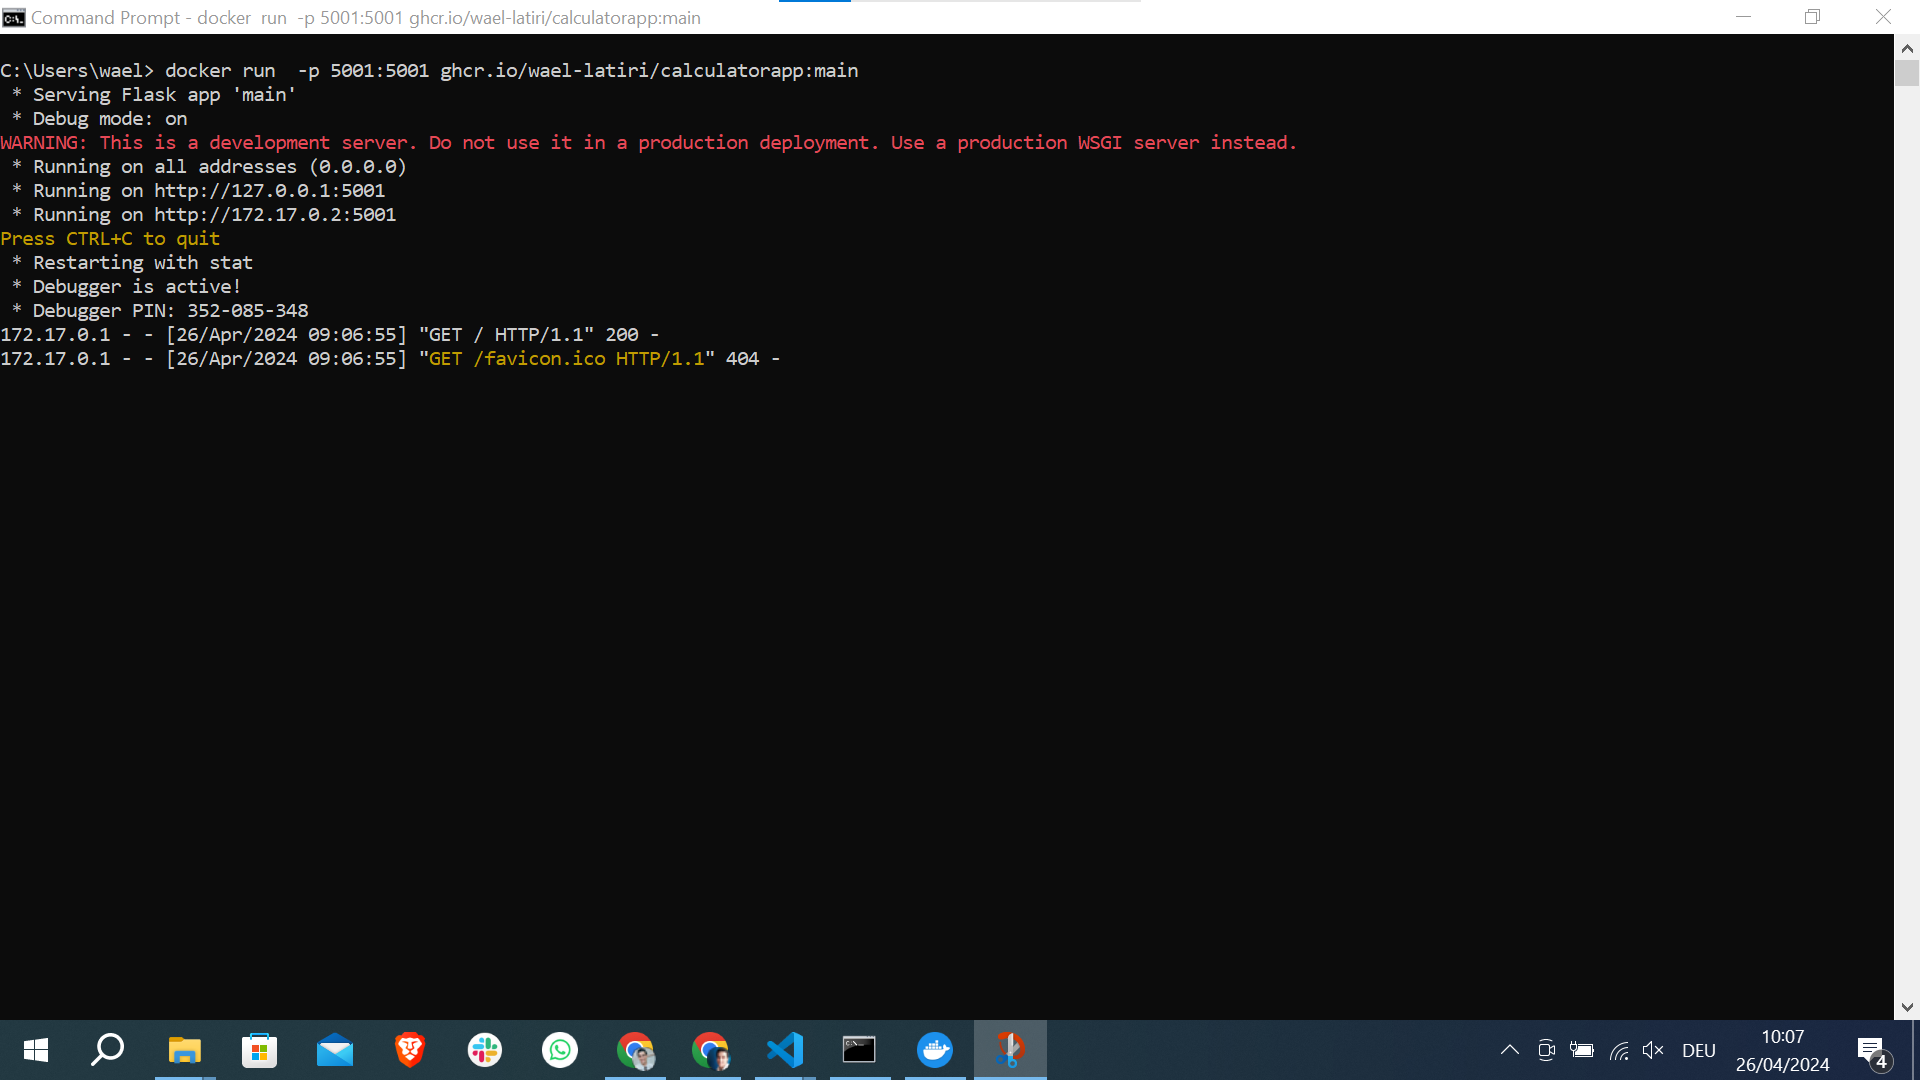 Command Prompt - docker  run  -p 5001:5001 ghcr.io/wael-latiri/calculatorapp:main
C:\Users\wael> docker run  -p 5001:5001 ghcr.io/wael-latiri/calculatorapp:main
 * Serving Flask app 'main'
 * Debug mode: on
WARNING: This is a development server. Do not use it in a production deployment. Use a production WSGI server instead.
 * Running on all addresses (0.0.0.0)
 * Running on http://127.0.0.1:5001
 * Running on http://172.17.0.2:5001
Press CTRL+C to quit
 * Restarting with stat
 * Debugger is active!
 * Debugger PIN: 352-085-348
172.17.0.1 - - [26/Apr/2024 09:06:55] "GET / HTTP/1.1" 200 -
172.17.0.1 - - [26/Apr/2024 09:06:55] "GET /favicon.ico HTTP/1.1" 404 -
DEU
10:07
26/04/2024
4